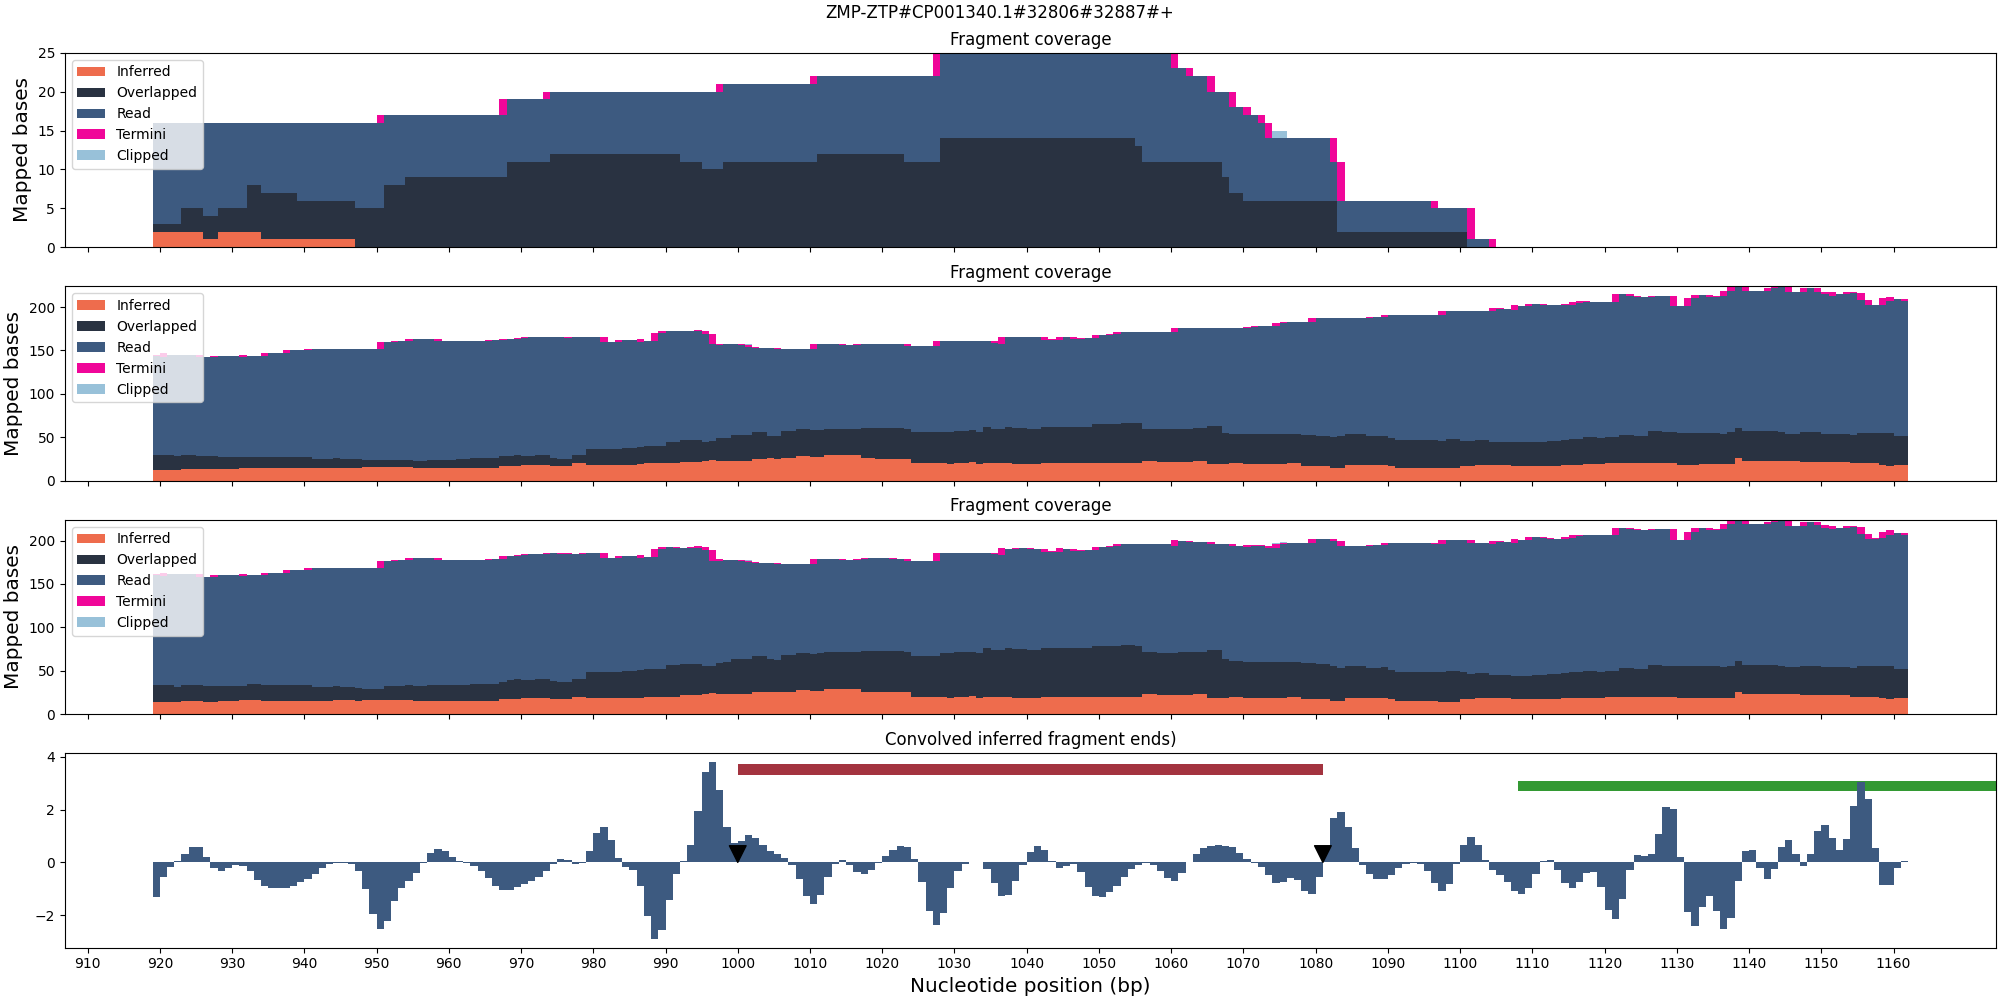 ZMP-ZTP#CP001340.1#32806#32887#+
Fragment coverage
Mapped bases
25
20
15
10
5
0
Inferred
Overlapped
Read
Termini
Clipped
Fragment coverage
Mapped bases
200
150
100
50
0
Inferred
Overlapped
Read
Termini
Clipped
Fragment coverage
Mapped bases
200
150
100
50
0
Inferred
Overlapped
Read
Termini
Clipped
Convolved inferred fragment ends)
4
2
0
−2
910 920 930 940 950 960 970 980 990 1000 1010 1020 1030 1040 1050 1060 1070 1080 1090 1100 1110 1120 1130 1140 1150 1160
Nucleotide position (bp)